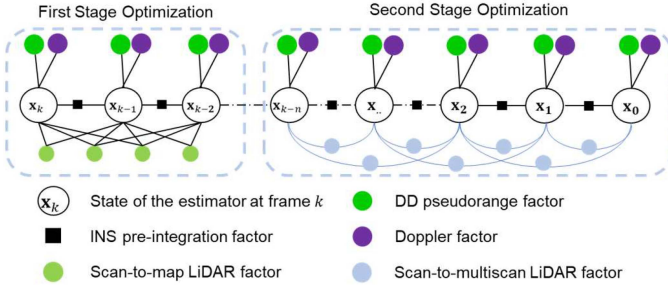 First Stage Optimization
Second Stage Optimization
x_k
x_{k-1}
x_{k-2}
x_{k-n}
x_{..}
x_2
x_1
x_0
x_k State of the estimator at frame k
DD pseudorange factor
INS pre-integration factor
Doppler factor
Scan-to-map LiDAR factor
Scan-to-multiscan LiDAR factor